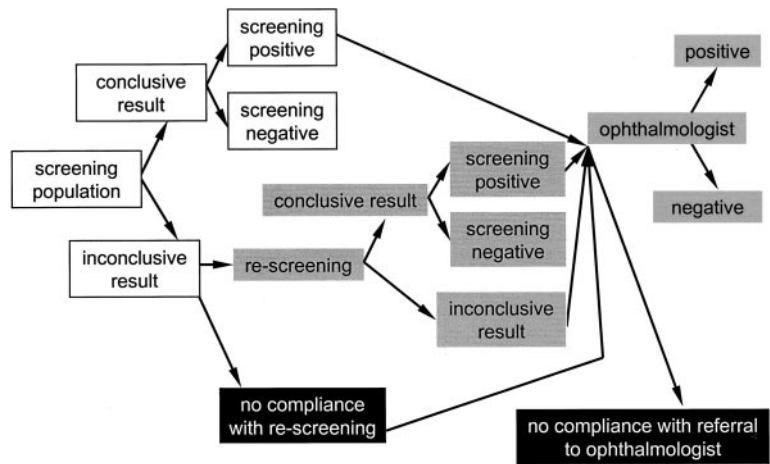 screening
positive
conclusive
result
screening
negative
screening
population
inconclusive
result
re-screening
conclusive result
screening
positive
screening
negative
inconclusive
result
no compliance
with re-screening
positive
ophthalmologist
negative
no compliance with referral
to ophthalmologist